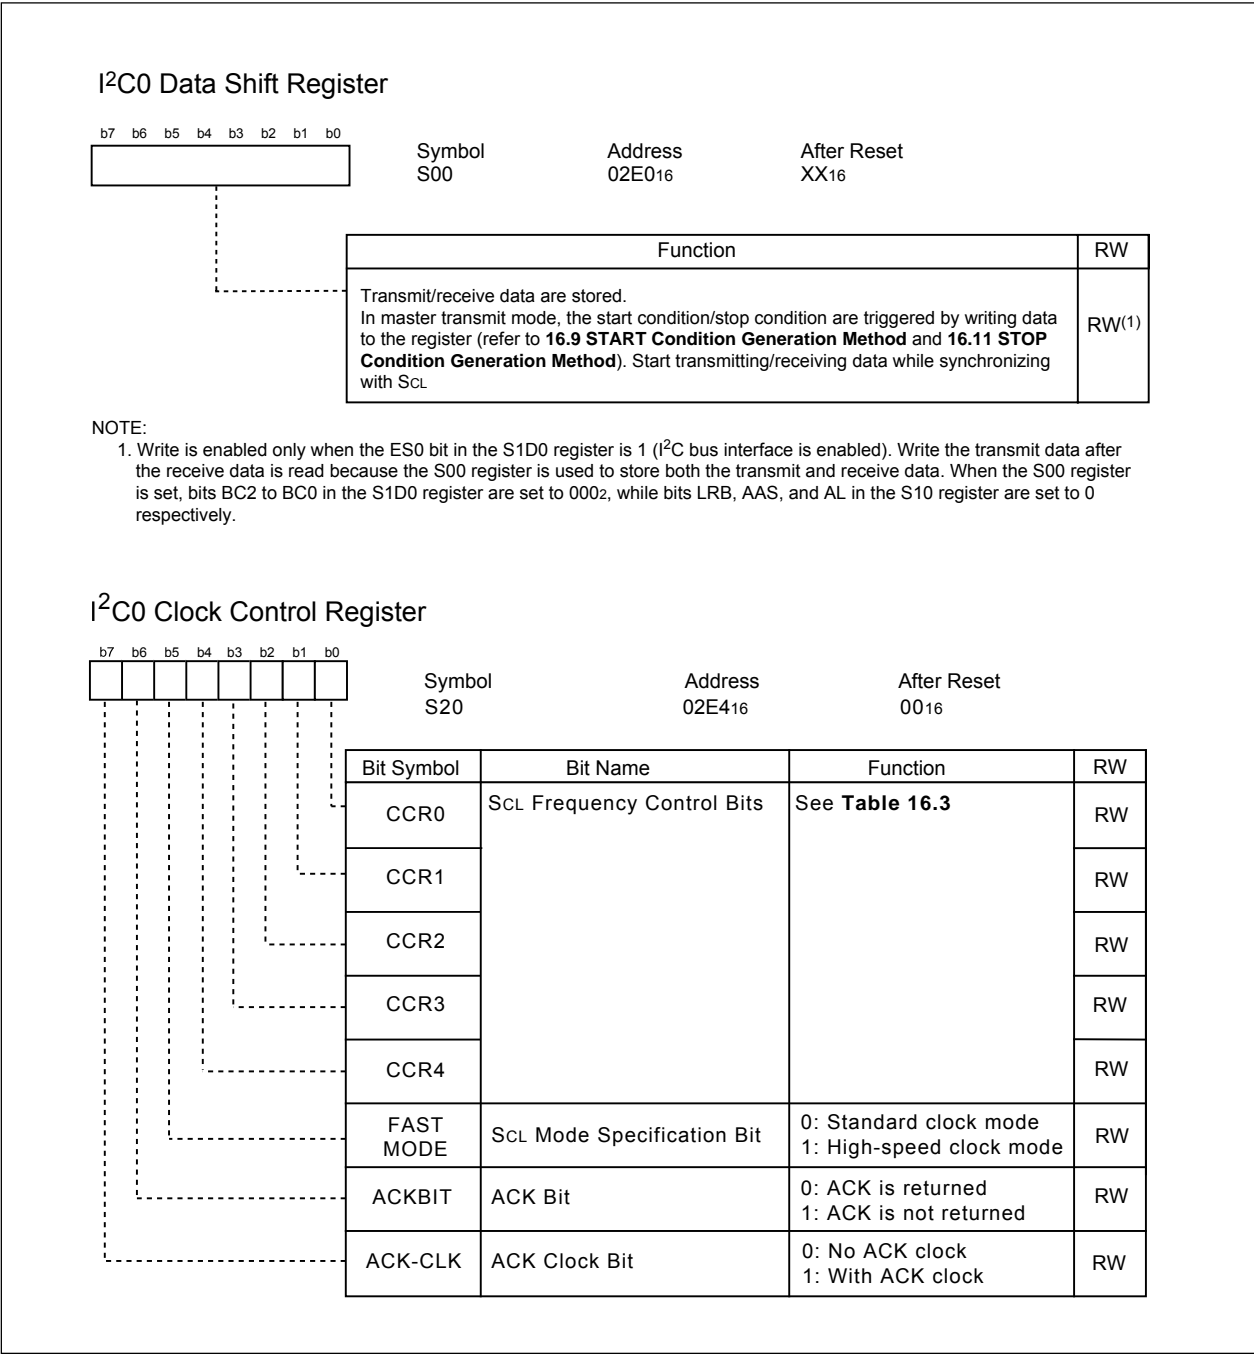 I2C0 Data Shift Register
b7 b6 b5 b4 b3 b2 b1 b0
Symbol Address After Reset
S00 02E016 XX16
Function RW
Transmit/receive data are stored.
In master transmit mode, the start condition/stop condition are triggered by writing data
to the register (refer to 16.9 START Condition Generation Method and 16.11 STOP
Condition Generation Method). Start transmitting/receiving data while synchronizing
with SCL
RW(1)
NOTE:
1. Write is enabled only when the ES0 bit in the S1D0 register is 1 (I2C bus interface is enabled). Write the transmit data after
the receive data is read because the S00 register is used to store both the transmit and receive data. When the S00 register
is set, bits BC2 to BC0 in the S1D0 register are set to 0002, while bits LRB, AAS, and AL in the S10 register are set to 0
respectively.
I2C0 Clock Control Register
b7 b6 b5 b4 b3 b2 b1 b0
Symbol Address After Reset
S20 02E416 0016
Bit Symbol Bit Name Function RW
CCR0 SCL Frequency Control Bits See Table 16.3 RW
CCR1 RW
CCR2 RW
CCR3 RW
CCR4 RW
FAST
MODE
SCL Mode Specification Bit
0: Standard clock mode
1: High-speed clock mode
RW
ACKBIT ACK Bit
0: ACK is returned
1: ACK is not returned
RW
ACK-CLK ACK Clock Bit
0: No ACK clock
1: With ACK clock
RW